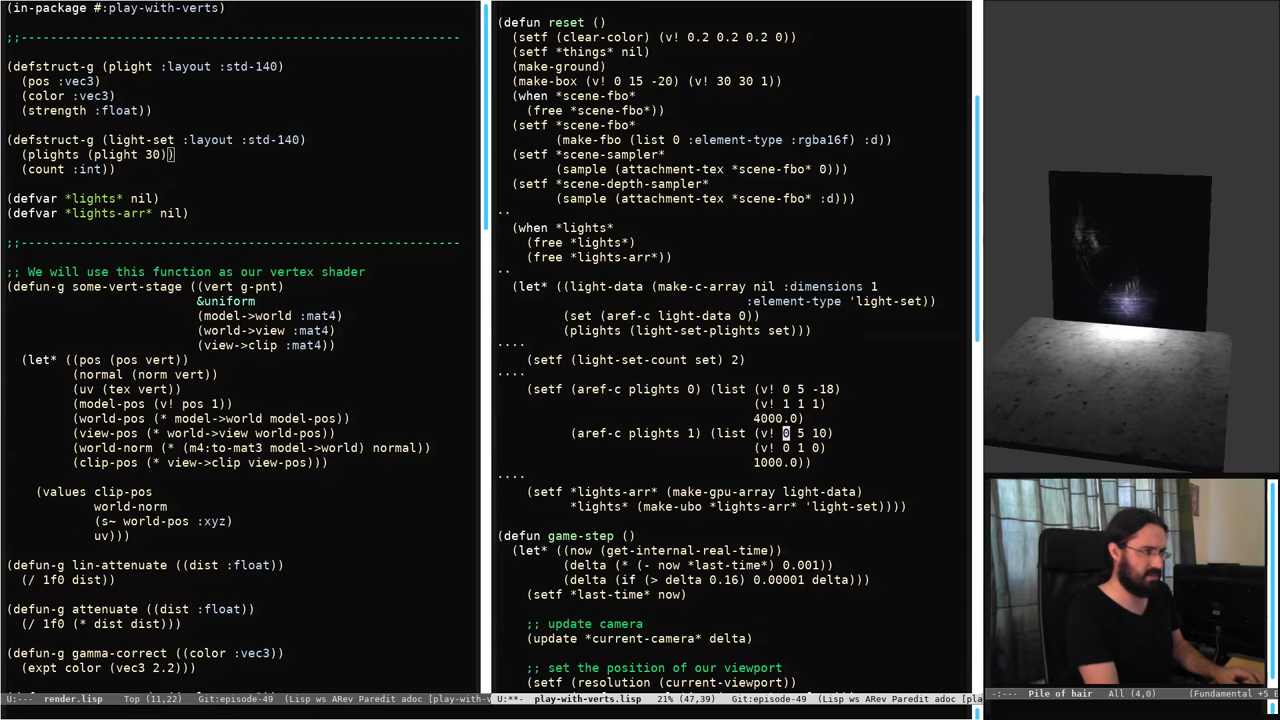 (in-package #:play-with-verts)
;;------------------------------------------------------------
(defstruct-g (plight :layout :std-140)
  (pos :vec3)
  (color :vec3)
  (strength :float))
(defstruct-g (light-set :layout :std-140)
  (plights (plight 30))
  (count :int))
(defvar *lights* nil)
(defvar *lights-arr* nil)
;;------------------------------------------------------------
;; We will use this function as our vertex shader
(defun-g some-vert-stage ((vert g-pnt)
                          &uniform
                          (model->world :mat4)
                          (world->view :mat4)
                          (view->clip :mat4))
  (let* ((pos (pos vert))
         (normal (norm vert))
         (uv (tex vert))
         (model-pos (v! pos 1))
         (world-pos (* model->world model-pos))
         (view-pos (* world->view world-pos))
         (world-norm (* (m4:to-mat3 model->world) normal))
         (clip-pos (* view->clip view-pos)))
    (values clip-pos
            world-norm
            (s~ world-pos :xyz)
            uv)))
(defun-g lin-attenuate ((dist :float))
  (/ 1f0 dist))
(defun-g attenuate ((dist :float))
  (/ 1f0 (* dist dist)))
(defun-g gamma-correct ((color :vec3))
  (expt color (vec3 2.2)))
U:---  render.lisp    Top (11,22)    Git:episode-49  (Lisp ws ARev Paredit adoc [play-with-v
(defun reset ()
  (setf (clear-color) (v! 0.2 0.2 0.2 0))
  (setf *things* nil)
  (make-ground)
  (make-box (v! 0 15 -20) (v! 30 30 1))
  (when *scene-fbo*
    (free *scene-fbo*))
  (setf *scene-fbo*
        (make-fbo (list 0 :element-type :rgba16f) :d))
  (setf *scene-sampler*
        (sample (attachment-tex *scene-fbo* 0)))
  (setf *scene-depth-sampler*
        (sample (attachment-tex *scene-fbo* :d)))
..
  (when *lights*
    (free *lights*)
    (free *lights-arr*))
..
  (let* ((light-data (make-c-array nil :dimensions 1
                                   :element-type 'light-set))
         (set (aref-c light-data 0))
         (plights (light-set-plights set)))
....
    (setf (light-set-count set) 2)
....
    (setf (aref-c plights 0) (list (v! 0 5 -18)
                                   (v! 1 1 1)
                                   4000.0)
          (aref-c plights 1) (list (v! 0 5 10)
                                   (v! 0 1 0)
                                   1000.0))
....
    (setf *lights-arr* (make-gpu-array light-data)
          *lights* (make-ubo *lights-arr* 'light-set))))
(defun game-step ()
  (let* ((now (get-internal-real-time))
         (delta (* (- now *last-time*) 0.001))
         (delta (if (> delta 0.16) 0.00001 delta)))
    (setf *last-time* now)
    ;; update camera
    (update *current-camera* delta)
    ;; set the position of our viewport
    (setf (resolution (current-viewport))
U:**-  play-with-verts.lisp   21% (47,39)    Git:episode-49  (Lisp ws ARev Paredit adoc [pla
-:---  Pile of hair   All (4,0)      (Fundamental +5 E